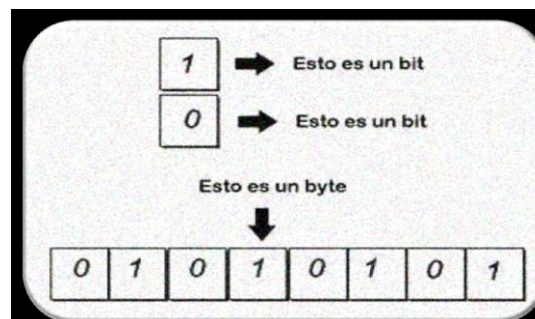 1 Esto es un bit
0 Esto es un bit
Esto es un byte
0 1 0 1 0 1 0 1